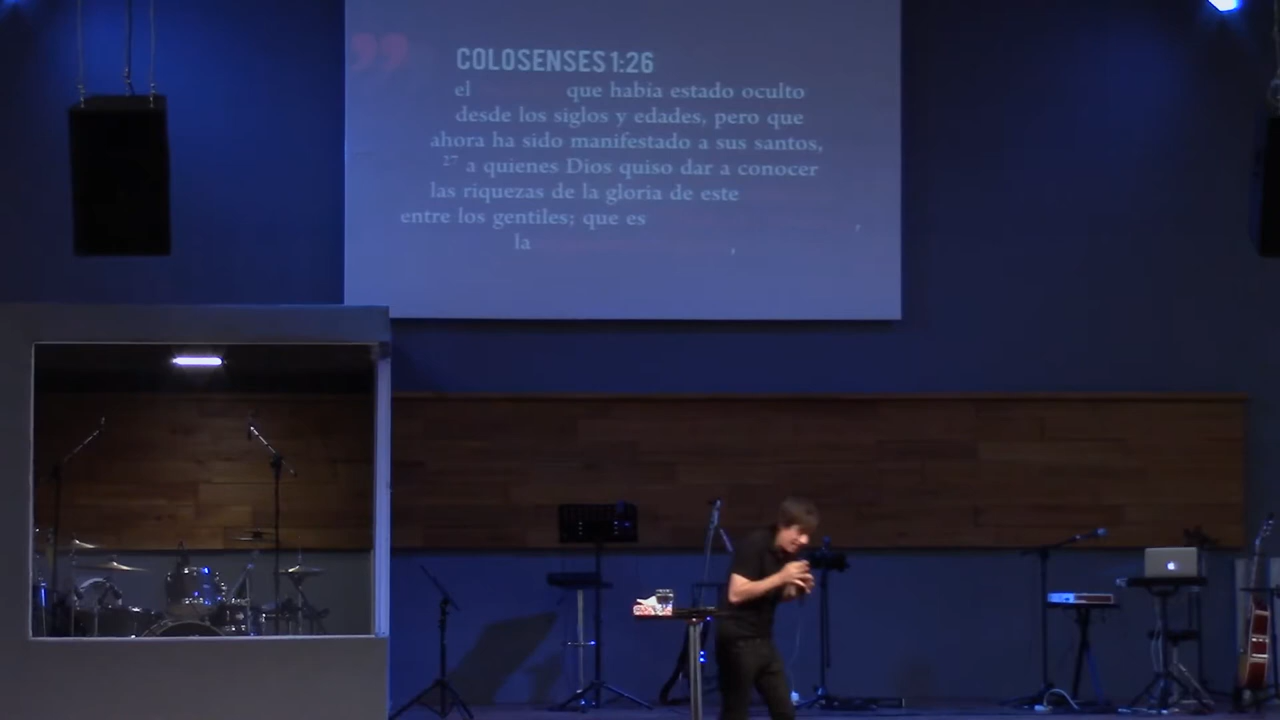 COLOSENSES 1:26
el que había estado oculto
desde los siglos y edades, pero que
ahora ha sido manifestado a sus santos,
27 a quienes Dios quiso dar a conocer
las riquezas de la gloria de este
entre los gentiles; que es ,
la ,